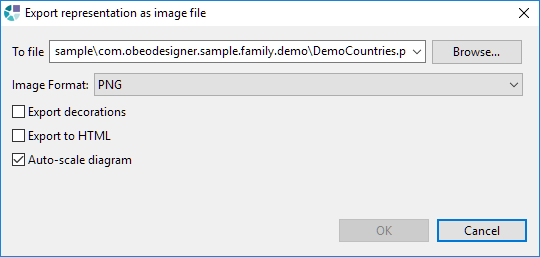 Export representation as image file
To file sample\com.obeodesigner.sample.family.demo\DemoCountries.p Browse...
Image Format: PNG
Export decorations
Export to HTML
Auto-scale diagram
OK Cancel